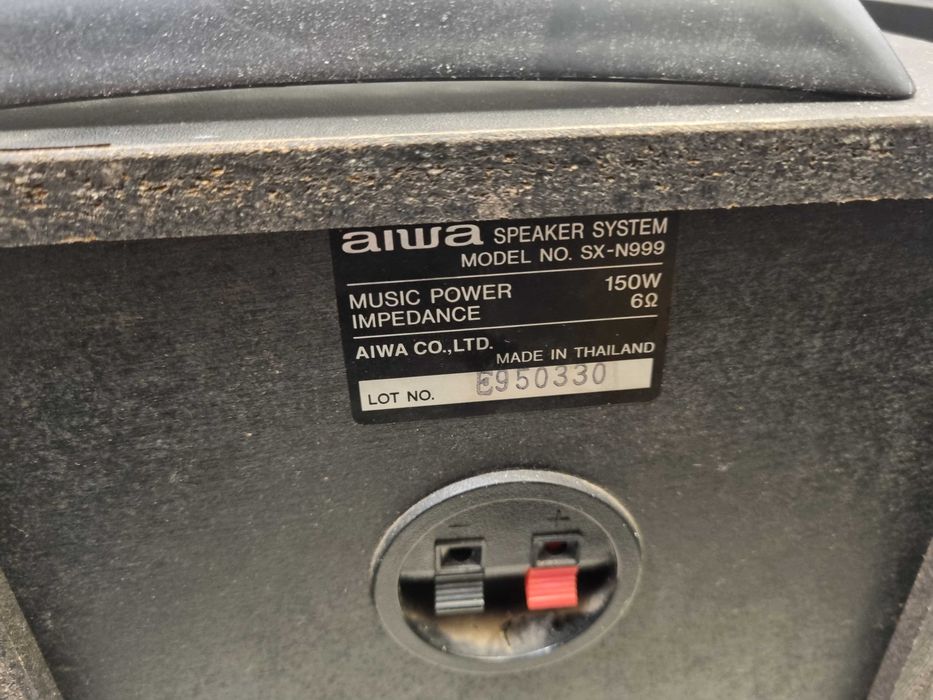 aiwa SPEAKER SYSTEM
MODEL NO. SX-N999
MUSIC POWER 150W
IMPEDANCE 6Ω
AIWA CO.,LTD.
MADE IN THAILAND
LOT NO. E950330
− +